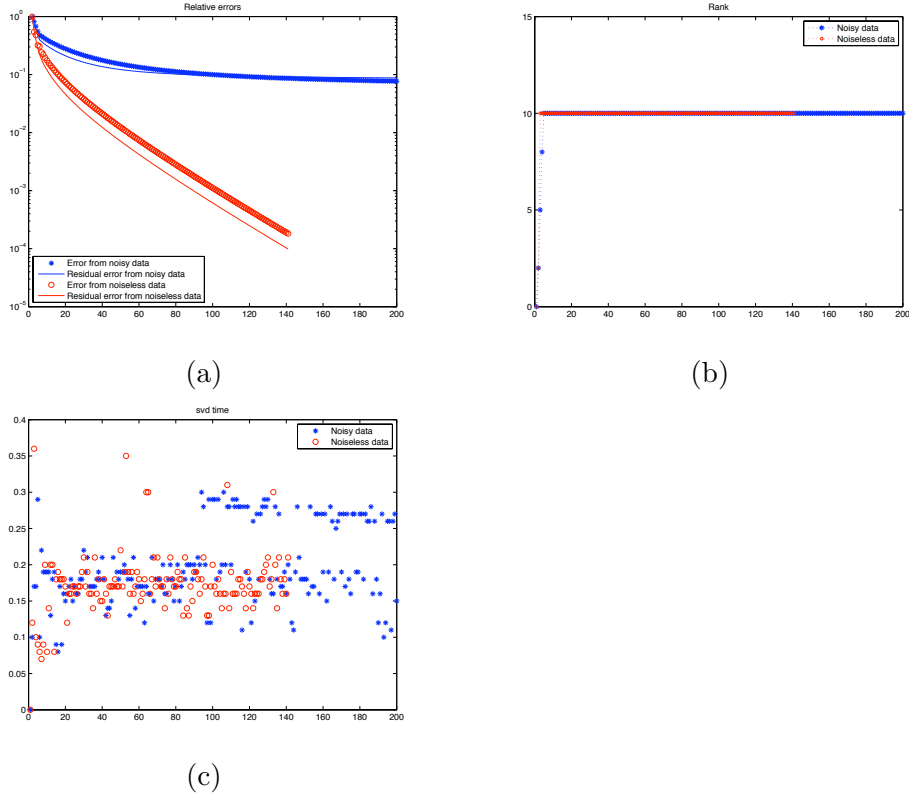 Relative errors
10^0
10^-1
10^-2
10^-3
10^-4
10^-5
0 20 40 60 80 100 120 140 160 180 200
Error from noisy data
Residual error from noisy data
Error from noiseless data
Residual error from noiseless data
(a)
Rank
15
10
5
0
0 20 40 60 80 100 120 140 160 180 200
Noisy data
Noiseless data
(b)
svd time
0.4
0.35
0.3
0.25
0.2
0.15
0.1
0.05
0
0 20 40 60 80 100 120 140 160 180 200
Noisy data
Noiseless data
(c)